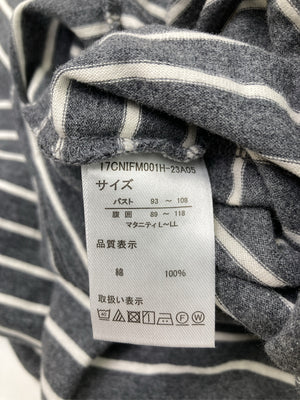 17CNIFM001H-23A05
サイズ
バスト 93 ～ 108
腹囲 89 ～ 118
マタニティ L～LL
品質表示
綿 100%
取扱い表示